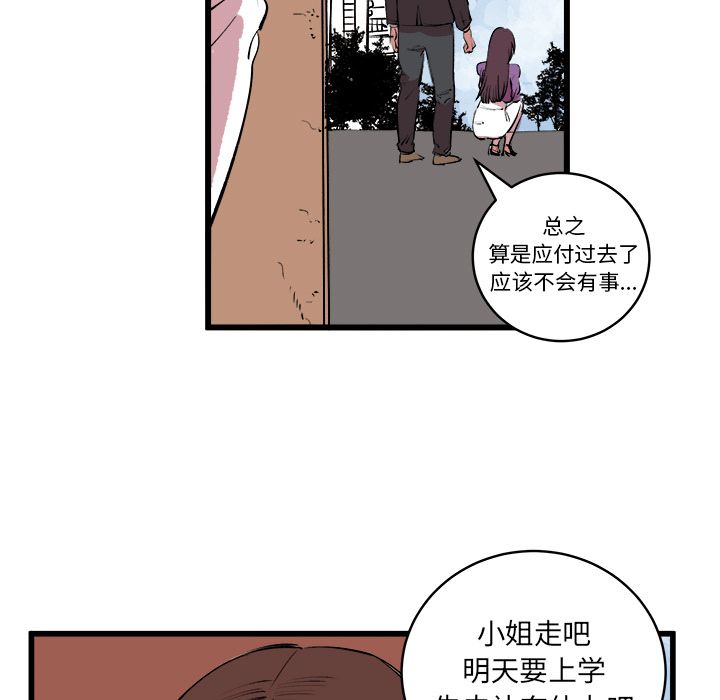 总之
算是应付过去了
应该不会有事…
小姐走吧
明天要上学